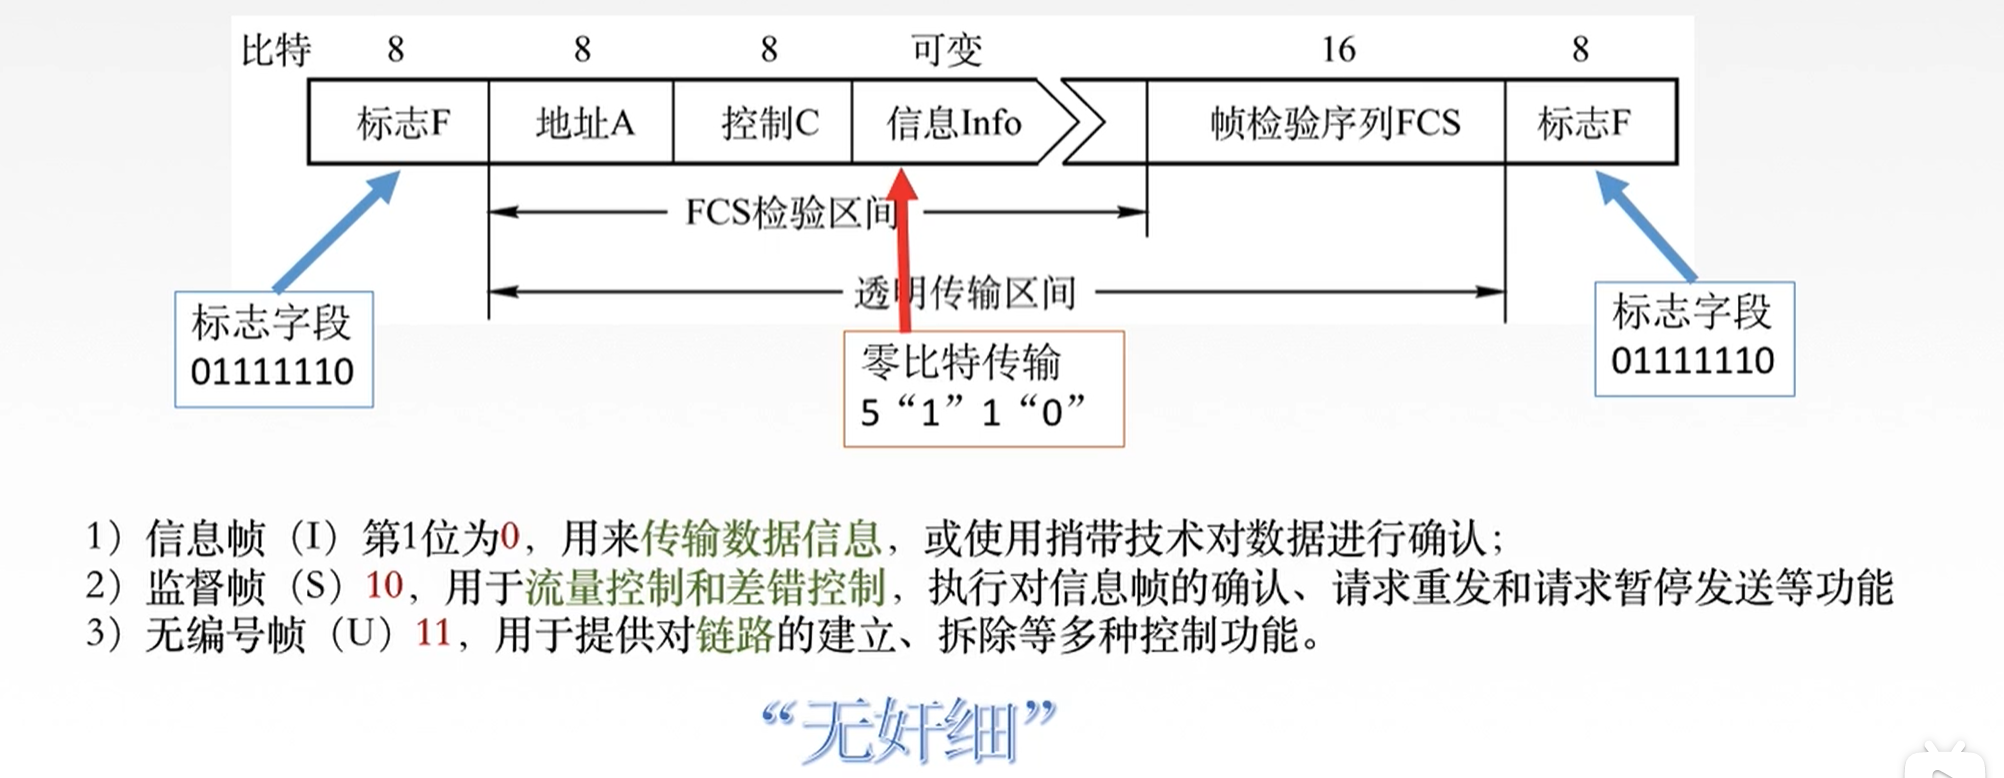 比特 8 8 8 可变 16 8
标志F 地址A 控制C 信息Info 帧检验序列FCS 标志F
FCS检验区间
透明传输区间
标志字段
01111110
零比特传输
5“1”1“0”
标志字段
01111110
1）信息帧（I）第1位为0，用来传输数据信息，或使用捎带技术对数据进行确认；
2）监督帧（S）10，用于流量控制和差错控制，执行对信息帧的确认、请求重发和请求暂停发送等功能
3）无编号帧（U）11，用于提供对链路的建立、拆除等多种控制功能。
“无奸细”